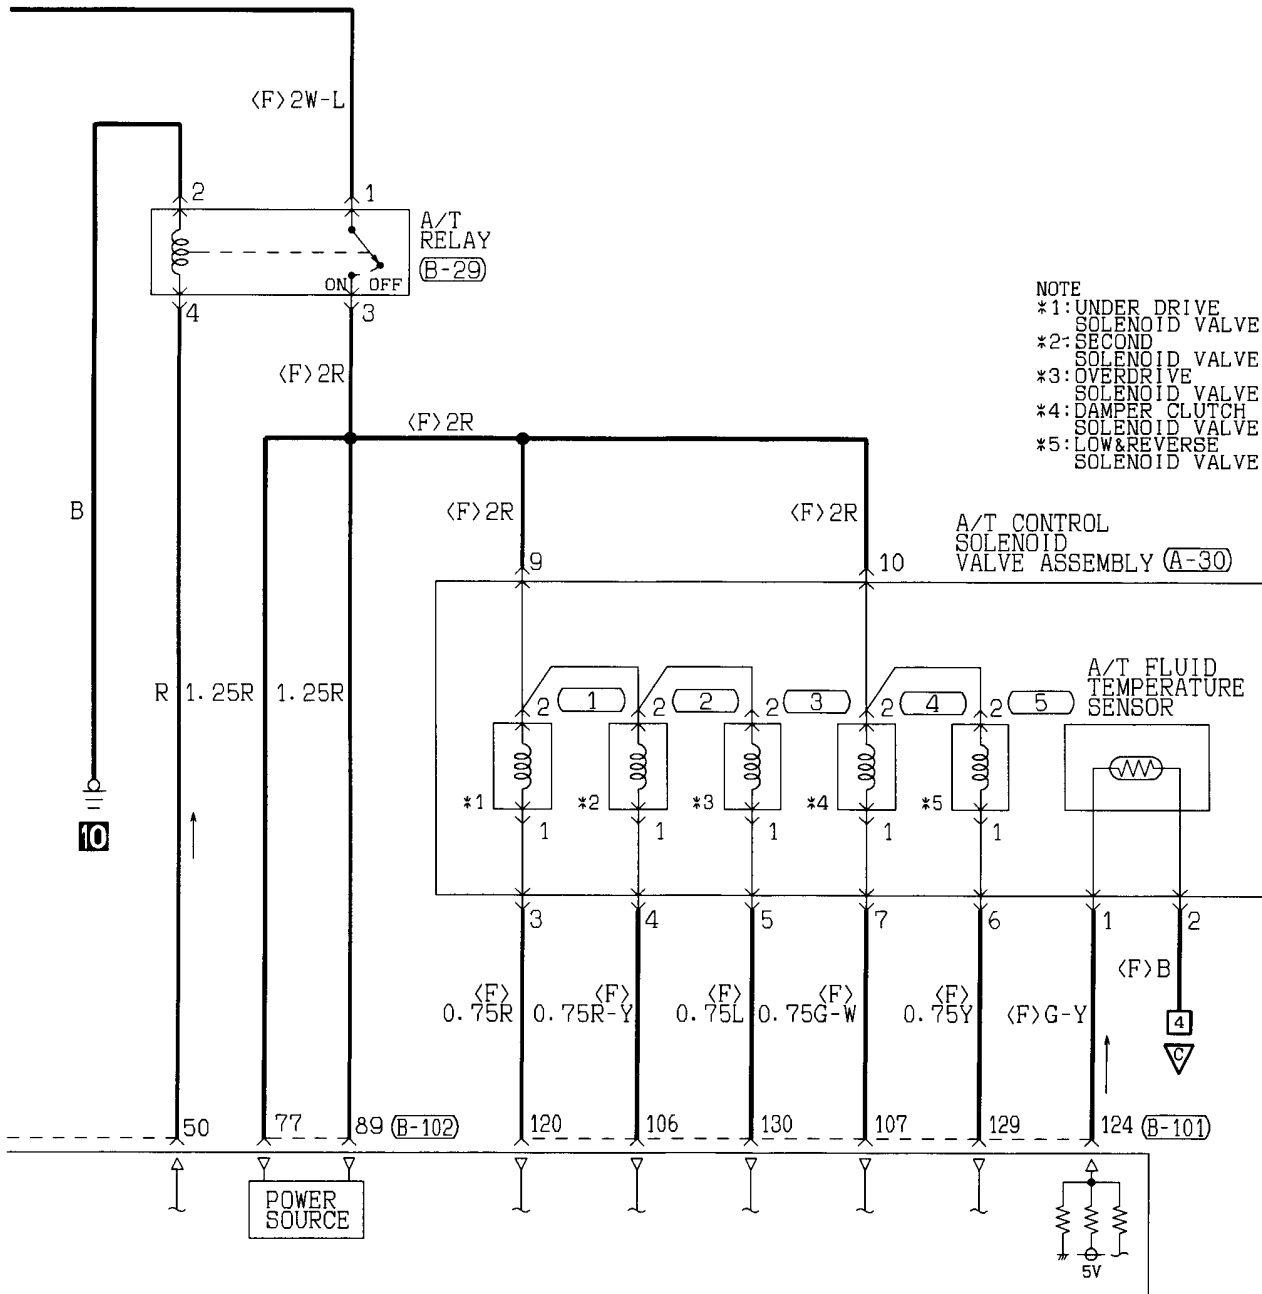 〈F〉2W-L
2
1
A/T
RELAY
(B-29)
ON OFF
4
3
NOTE
*1:UNDER DRIVE
SOLENOID VALVE
*2:SECOND
SOLENOID VALVE
*3:OVERDRIVE
SOLENOID VALVE
*4:DAMPER CLUTCH
SOLENOID VALVE
*5:LOW&REVERSE
SOLENOID VALVE
〈F〉2R
〈F〉2R
B
〈F〉2R
〈F〉2R
A/T CONTROL
SOLENOID
VALVE ASSEMBLY (A-30)
9
10
R
1.25R
1.25R
A/T FLUID
TEMPERATURE
SENSOR
2
1
2
2
2
3
2
4
2
5
*1
*2
*3
*4
*5
1
1
1
1
1
10
3
4
5
7
6
1
2
〈F〉
0.75R
〈F〉
0.75R-Y
〈F〉
0.75L
〈F〉
0.75G-W
〈F〉
0.75Y
〈F〉G-Y
〈F〉B
4
C
50
77
89 (B-102)
120
106
130
107
129
124 (B-101)
POWER
SOURCE
5V